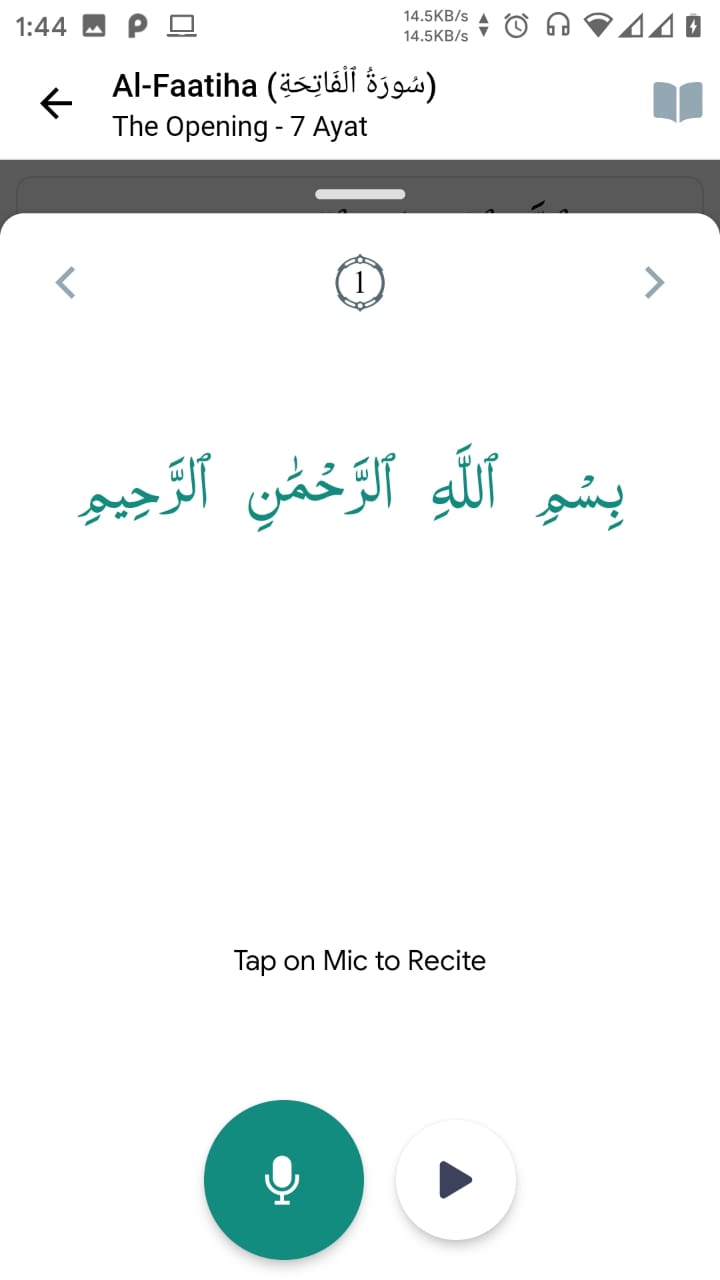 1:44
14.5KB/s
14.5KB/s
Al-Faatiha (سُورَةُ ٱلْفَاتِحَةِ)
The Opening - 7 Ayat
1
بِسْمِ ٱللَّهِ ٱلرَّحْمَٰنِ ٱلرَّحِيمِ
Tap on Mic to Recite